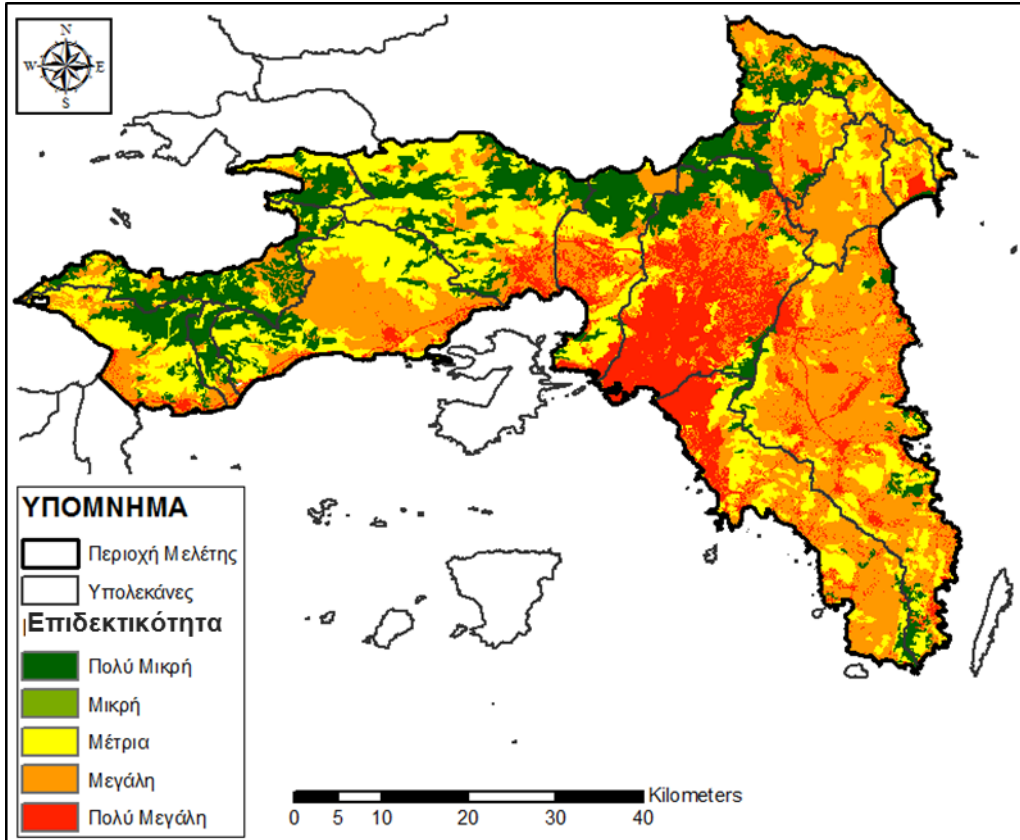 N
W E
S
ΥΠΟΜΝΗΜΑ
Περιοχή Μελέτης
Υπολεκάνες
Επιδεκτικότητα
Πολύ Μικρή
Μικρή
Μέτρια
Μεγάλη
Πολύ Μεγάλη
Kilometers
0 5 10 20 30 40